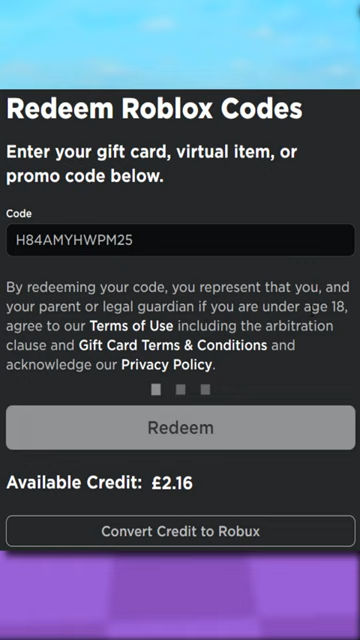 Redeem Roblox Codes
Enter your gift card, virtual item, or
promo code below.
Code
H84AMYHWPM25
By redeeming your code, you represent that you, and
your parent or legal guardian if you are under age 18,
agree to our Terms of Use including the arbitration
clause and Gift Card Terms & Conditions and
acknowledge our Privacy Policy.
Redeem
Available Credit: £2.16
Convert Credit to Robux